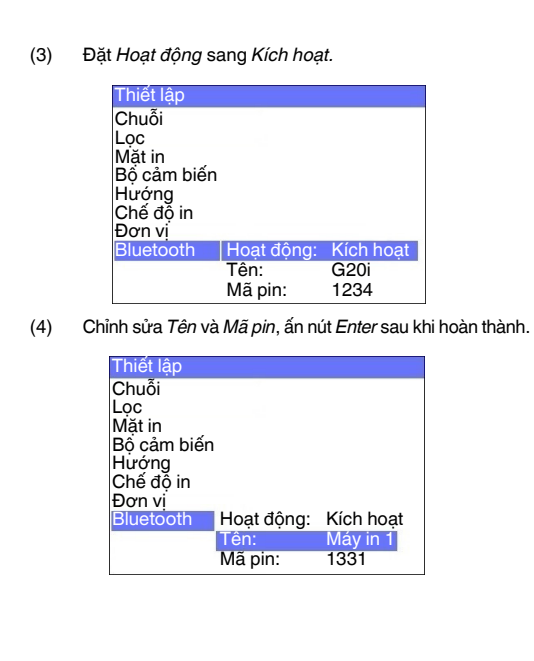 (3) Đặt Hoạt động sang Kích hoạt.
Thiết lập
Chuỗi
Lọc
Mặt in
Bộ cảm biến
Hướng
Chế độ in
Đơn vị
Bluetooth Hoạt động: Kích hoạt
Tên: G20i
Mã pin: 1234
(4) Chỉnh sửa Tên và Mã pin, ấn nút Enter sau khi hoàn thành.
Thiết lập
Chuỗi
Lọc
Mặt in
Bộ cảm biến
Hướng
Chế độ in
Đơn vị
Bluetooth Hoạt động: Kích hoạt
Tên: Máy in 1
Mã pin: 1331